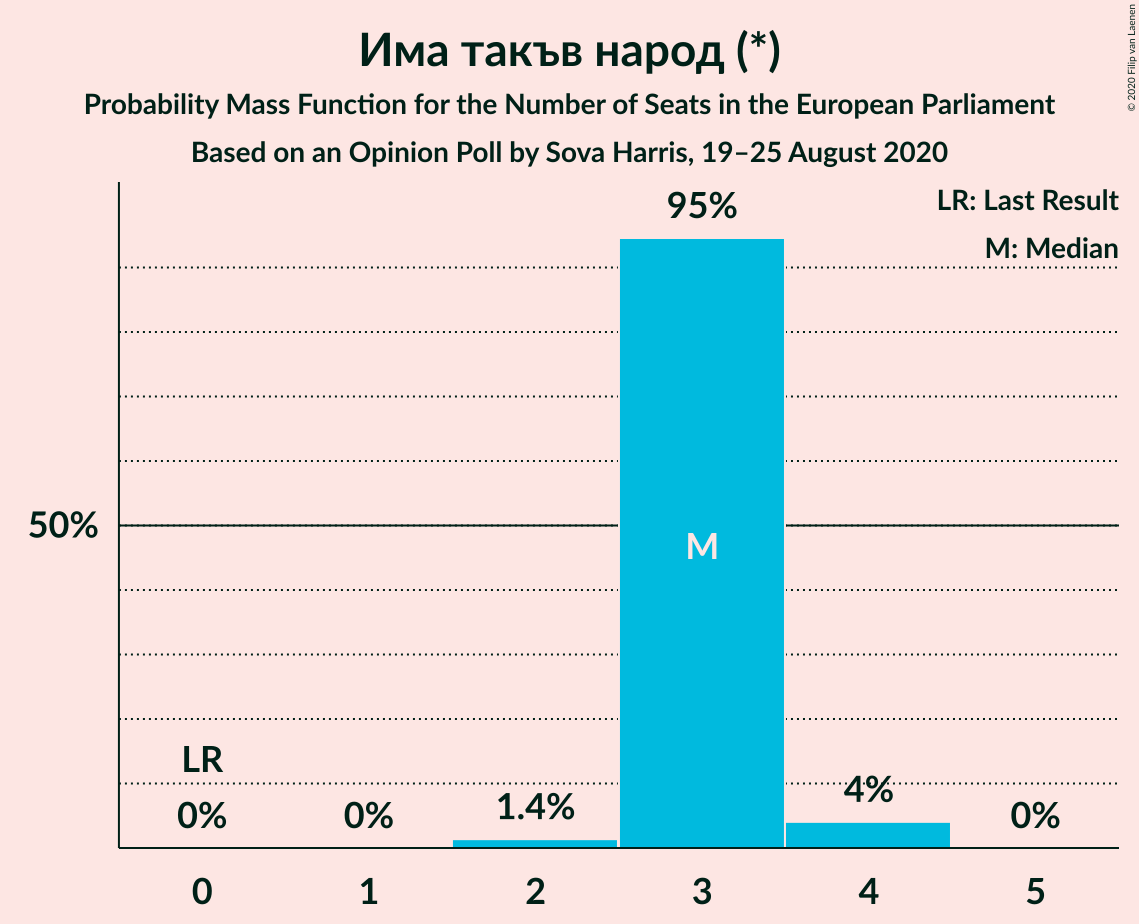 Има такъв народ (*)
Probability Mass Function for the Number of Seats in the European Parliament
Based on an Opinion Poll by Sova Harris, 19–25 August 2020
© 2020 Filip van Laenen
LR: Last Result
M: Median
95%
50%
M
LR
0%
0%
1.4%
4%
0%
0
1
2
3
4
5